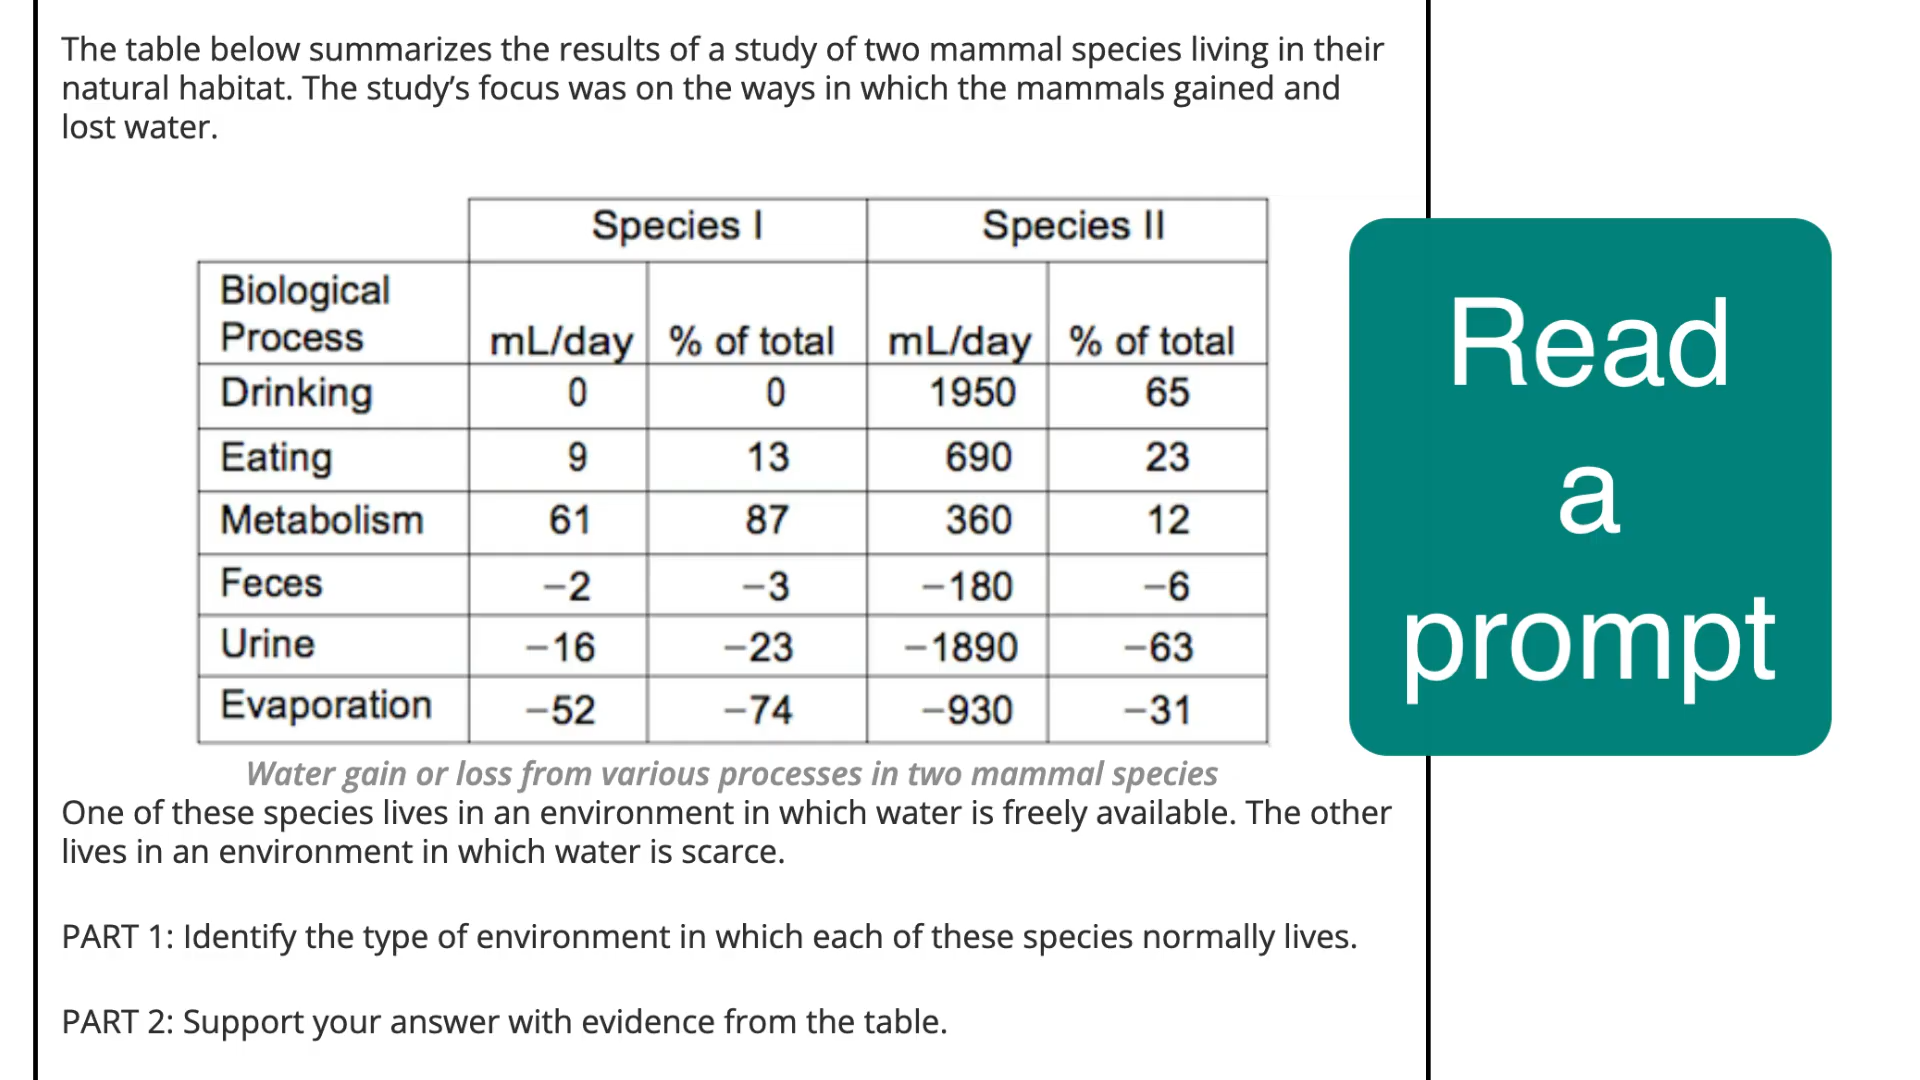 The table below summarizes the results of a study of two mammal species living in their
natural habitat. The study’s focus was on the ways in which the mammals gained and
lost water.
Species I Species II
Biological
Process mL/day % of total mL/day % of total
Drinking 0 0 1950 65
Eating 9 13 690 23
Metabolism 61 87 360 12
Feces −2 −3 −180 −6
Urine −16 −23 −1890 −63
Evaporation −52 −74 −930 −31
Water gain or loss from various processes in two mammal species
One of these species lives in an environment in which water is freely available. The other
lives in an environment in which water is scarce.
PART 1: Identify the type of environment in which each of these species normally lives.
PART 2: Support your answer with evidence from the table.
Read
a
prompt